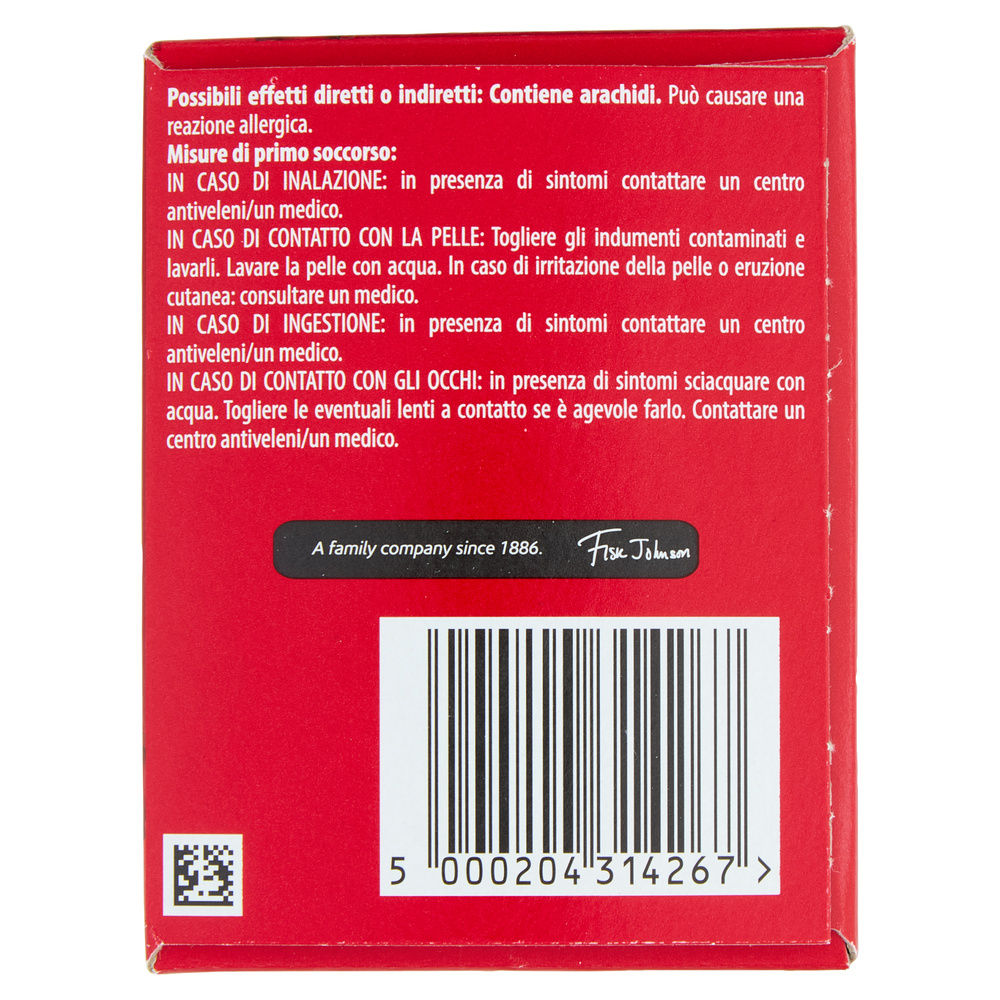 Possibili effetti diretti o indiretti: Contiene arachidi. Può causare una
reazione allergica.
Misure di primo soccorso:
IN CASO DI INALAZIONE: in presenza di sintomi contattare un centro
antiveleni/un medico.
IN CASO DI CONTATTO CON LA PELLE: Togliere gli indumenti contaminati e
lavarli. Lavare la pelle con acqua. In caso di irritazione della pelle o eruzione
cutanea: consultare un medico.
IN CASO DI INGESTIONE: in presenza di sintomi contattare un centro
antiveleni/un medico.
IN CASO DI CONTATTO CON GLI OCCHI: in presenza di sintomi sciacquare con
acqua. Togliere le eventuali lenti a contatto se è agevole farlo. Contattare un
centro antiveleni/un medico.
A family company since 1886. Fisk Johnson
5 000204 314267 >